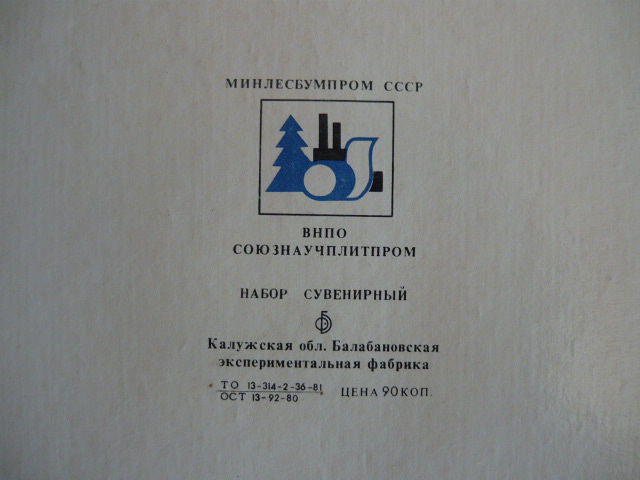 МИНЛЕСБУМПРОМ СССР
ВНПО
СОЮЗНАУЧПЛИТПРОМ
НАБОР СУВЕНИРНЫЙ
Калужская обл. Балабановская
экспериментальная фабрика
ТО 13-314-2-36-81
ОСТ 13-92-80
ЦЕНА 90 КОП.